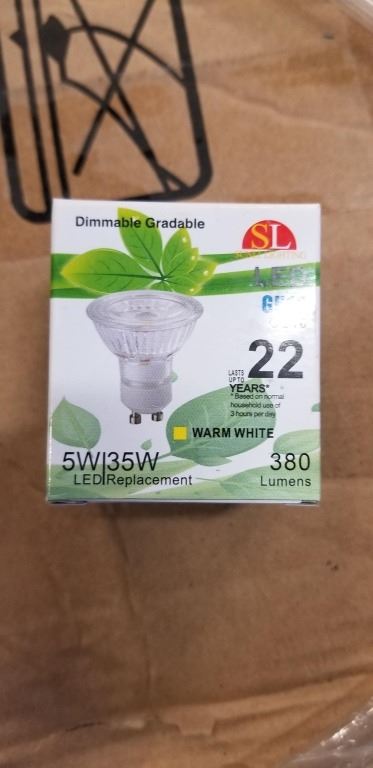 Dimmable Gradable
SL
LED
LASTS
UP TO
22
YEARS*
* Based on normal
household use of
3 hours per day
WARM WHITE
5W|35W
LED Replacement
380
Lumens